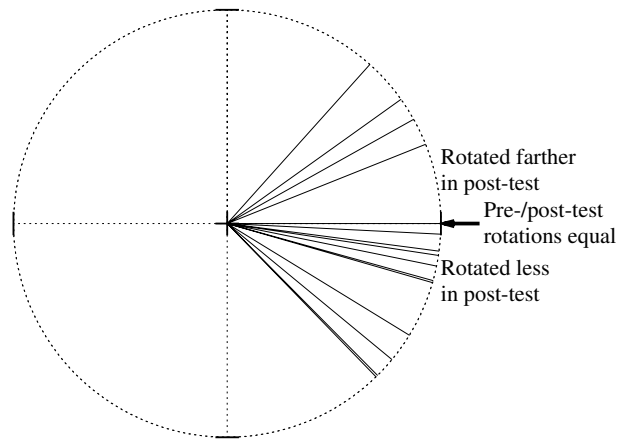 Rotated farther
in post-test
Pre-/post-test
rotations equal
Rotated less
in post-test